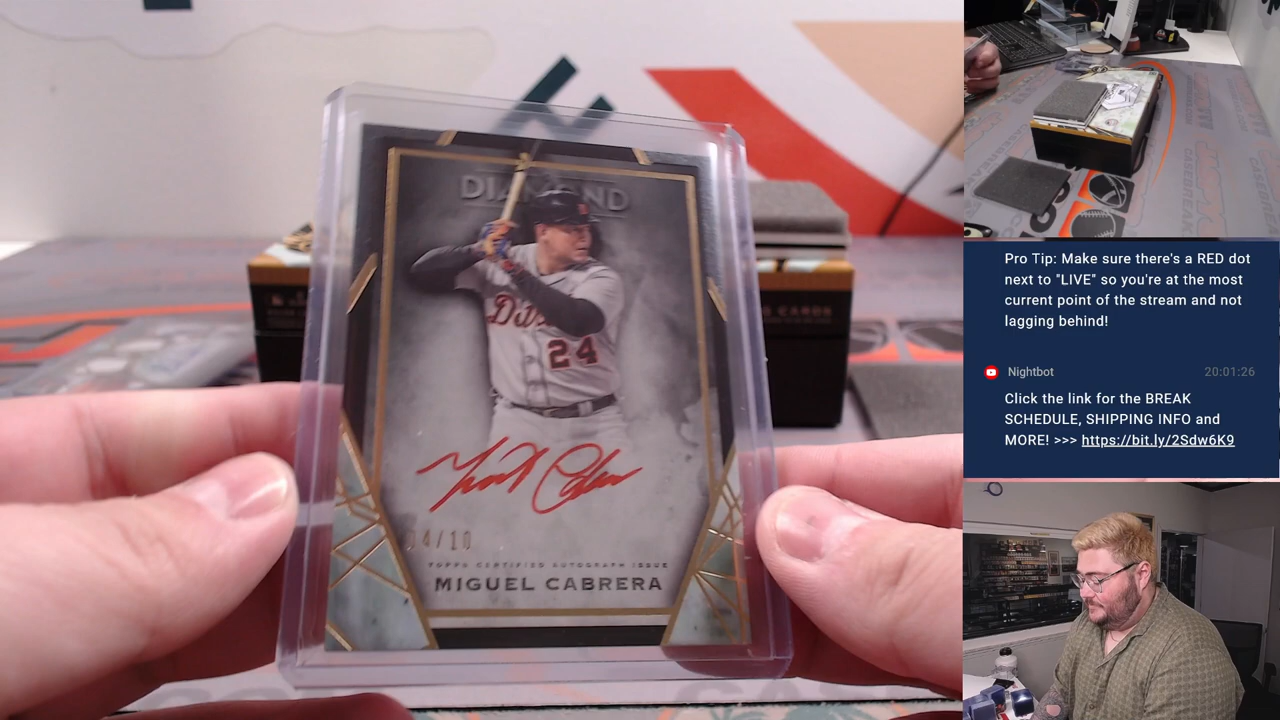 DIAMOND
24
04/10
TOPPS CERTIFIED AUTOGRAPH ISSUE
MIGUEL CABRERA
CARDS
Pro Tip: Make sure there's a RED dot
next to "LIVE" so you're at the most
current point of the stream and not
lagging behind!
Nightbot 20:01:26
Click the link for the BREAK
SCHEDULE, SHIPPING INFO and
MORE! >>> https://bit.ly/2Sdw6K9